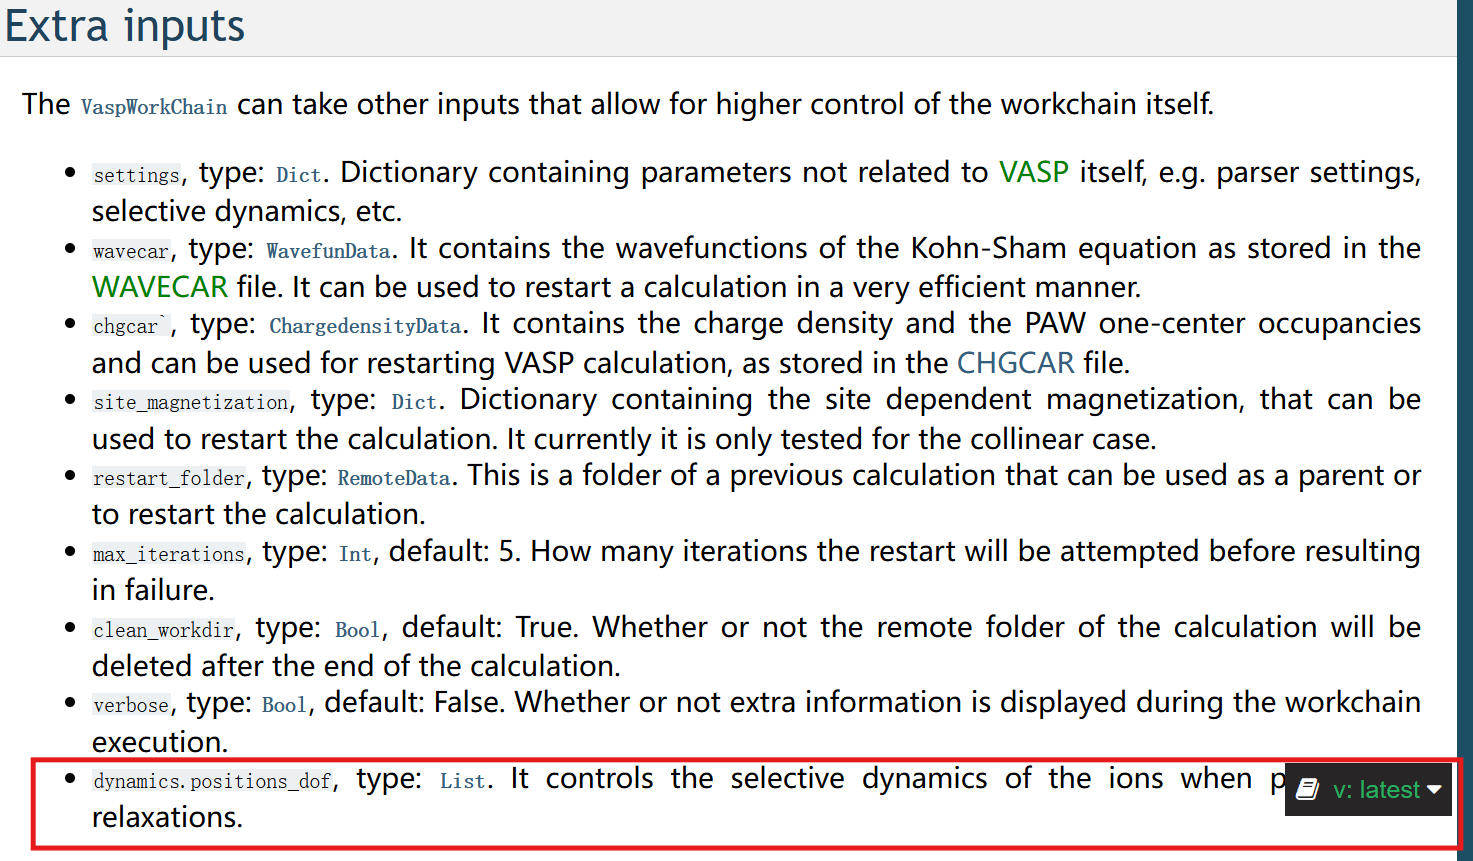 Extra inputs
The VaspWorkChain can take other inputs that allow for higher control of the workchain itself.
settings, type: Dict. Dictionary containing parameters not related to VASP itself, e.g. parser settings,
selective dynamics, etc.
wavecar, type: WavefunData. It contains the wavefunctions of the Kohn-Sham equation as stored in the
WAVECAR file. It can be used to restart a calculation in a very efficient manner.
chgcar`, type: ChargedensityData. It contains the charge density and the PAW one-center occupancies
and can be used for restarting VASP calculation, as stored in the CHGCAR file.
site_magnetization, type: Dict. Dictionary containing the site dependent magnetization, that can be
used to restart the calculation. It currently it is only tested for the collinear case.
restart_folder, type: RemoteData. This is a folder of a previous calculation that can be used as a parent or
to restart the calculation.
max_iterations, type: Int, default: 5. How many iterations the restart will be attempted before resulting
in failure.
clean_workdir, type: Bool, default: True. Whether or not the remote folder of the calculation will be
deleted after the end of the calculation.
verbose, type: Bool, default: False. Whether or not extra information is displayed during the workchain
execution.
dynamics.positions_dof, type: List. It controls the selective dynamics of the ions when
v: latest
relaxations.